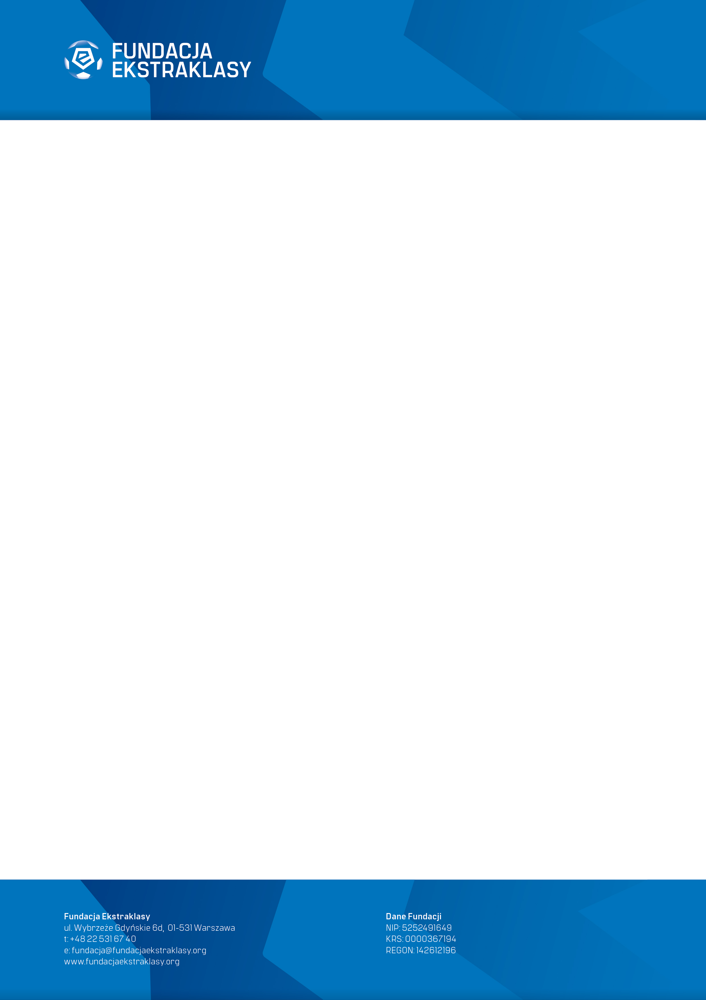 FUNDACJA
EKSTRAKLASY
Fundacja Ekstraklasy
ul. Wybrzeże Gdyńskie 6d, 01-531 Warszawa
t: +48 22 531 67 40
e: fundacja@fundacjaekstraklasy.org
www.fundacjaekstraklasy.org
Dane Fundacji
NIP: 5252491649
KRS: 0000367194
REGON: 142612196